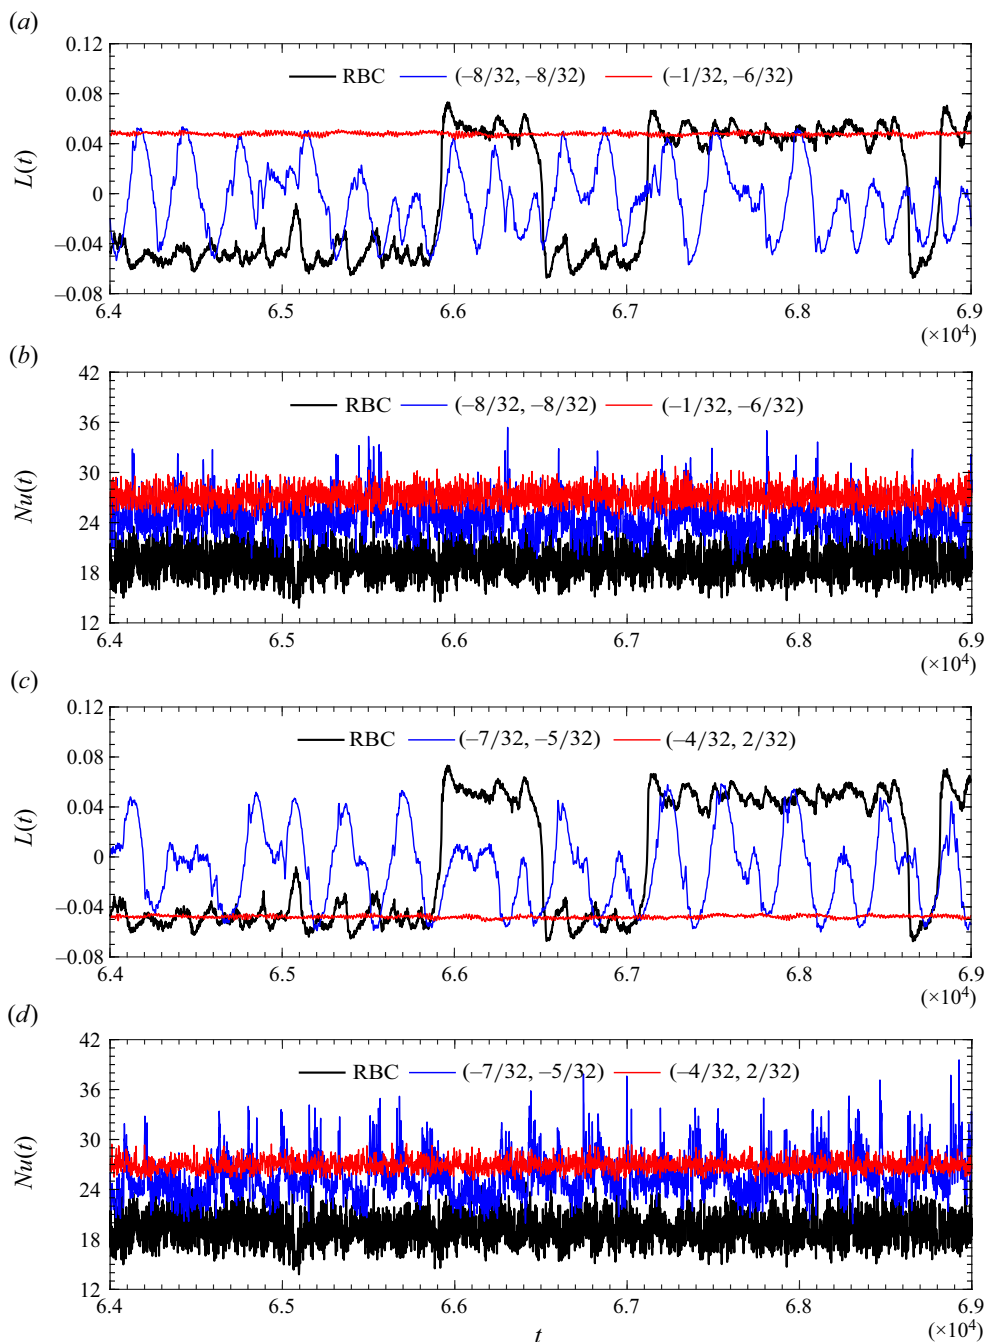 (a)
0.12
RBC (–8/32, –8/32) (–1/32, –6/32)
0.08
0.04
L(t)
0
–0.04
–0.08
6.4 6.5 6.6 6.7 6.8 6.9
(×10⁴)
(b)
42
RBC (–8/32, –8/32) (–1/32, –6/32)
36
30
Nu(t)
24
18
12
6.4 6.5 6.6 6.7 6.8 6.9
(×10⁴)
(c)
0.12
RBC (–7/32, –5/32) (–4/32, 2/32)
0.08
0.04
L(t)
0
–0.04
–0.08
6.4 6.5 6.6 6.7 6.8 6.9
(×10⁴)
(d)
42
RBC (–7/32, –5/32) (–4/32, 2/32)
36
30
Nu(t)
24
18
12
6.4 6.5 6.6 6.7 6.8 6.9
(×10⁴)
t